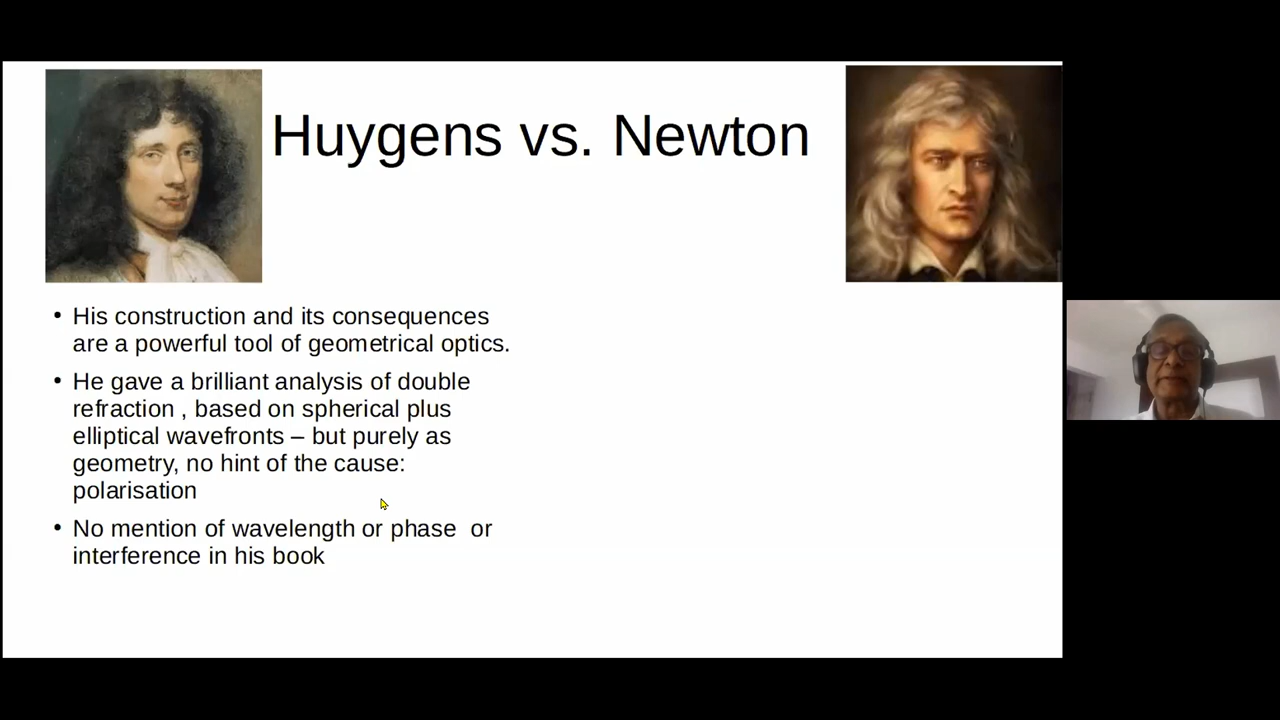 Huygens vs. Newton
• His construction and its consequences
are a powerful tool of geometrical optics.
• He gave a brilliant analysis of double
refraction , based on spherical plus
elliptical wavefronts – but purely as
geometry, no hint of the cause:
polarisation
• No mention of wavelength or phase  or
interference in his book